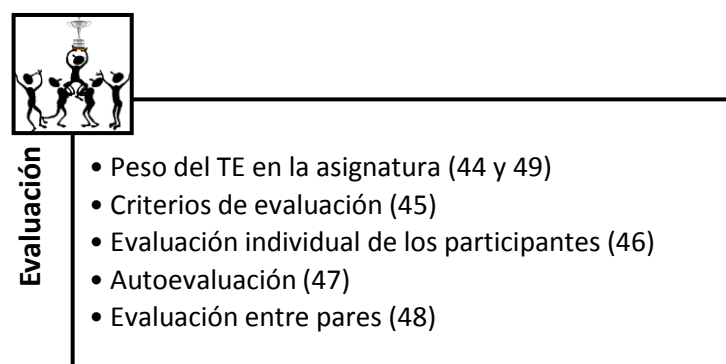 Evaluación
• Peso del TE en la asignatura (44 y 49)
• Criterios de evaluación (45)
• Evaluación individual de los participantes (46)
• Autoevaluación (47)
• Evaluación entre pares (48)